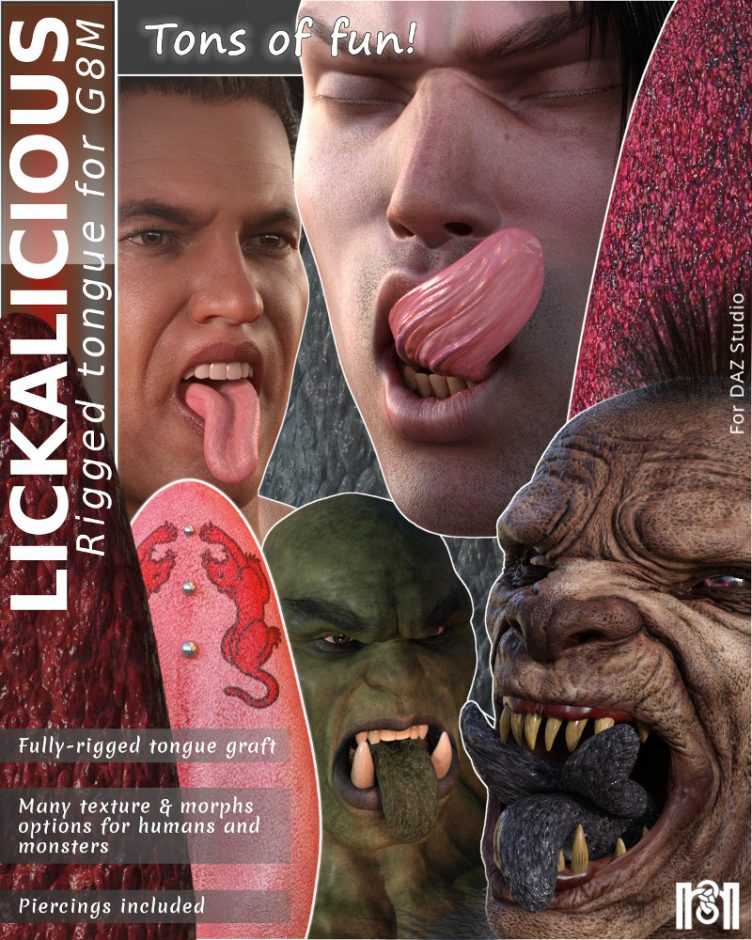 Tons of fun!
LICKALICIOUS
Rigged tongue for G8M
For DAZ Studio
Fully-rigged tongue graft
Many texture & morphs
options for humans and
monsters
Piercings included